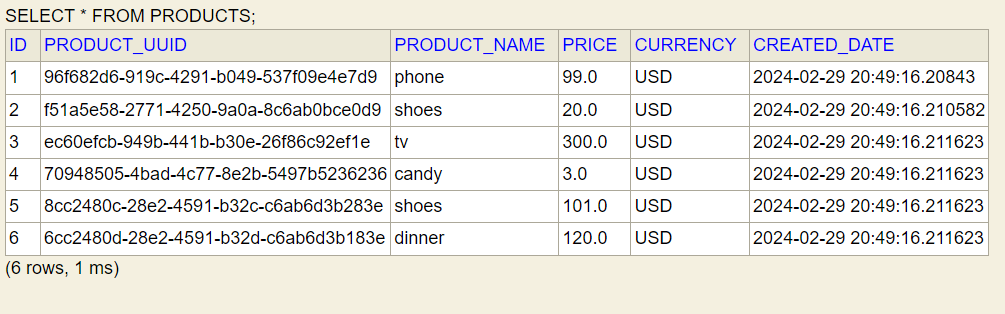 SELECT * FROM PRODUCTS;
ID PRODUCT_UUID PRODUCT_NAME PRICE CURRENCY CREATED_DATE
1 96f682d6-919c-4291-b049-537f09e4e7d9 phone 99.0 USD 2024-02-29 20:49:16.20843
2 f51a5e58-2771-4250-9a0a-8c6ab0bce0d9 shoes 20.0 USD 2024-02-29 20:49:16.210582
3 ec60efcb-949b-441b-b30e-26f86c92ef1e tv 300.0 USD 2024-02-29 20:49:16.211623
4 70948505-4bad-4c77-8e2b-5497b5236236 candy 3.0 USD 2024-02-29 20:49:16.211623
5 8cc2480c-28e2-4591-b32c-c6ab6d3b283e shoes 101.0 USD 2024-02-29 20:49:16.211623
6 6cc2480d-28e2-4591-b32d-c6ab6d3b183e dinner 120.0 USD 2024-02-29 20:49:16.211623
(6 rows, 1 ms)